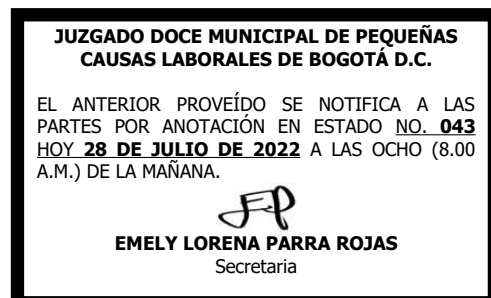 JUZGADO DOCE MUNICIPAL DE PEQUEÑAS
CAUSAS LABORALES DE BOGOTÁ D.C.
EL ANTERIOR PROVEÍDO SE NOTIFICA A LAS
PARTES POR ANOTACIÓN EN ESTADO NO. 043
HOY 28 DE JULIO DE 2022 A LAS OCHO (8.00
A.M.) DE LA MAÑANA.
EMELY LORENA PARRA ROJAS
Secretaria